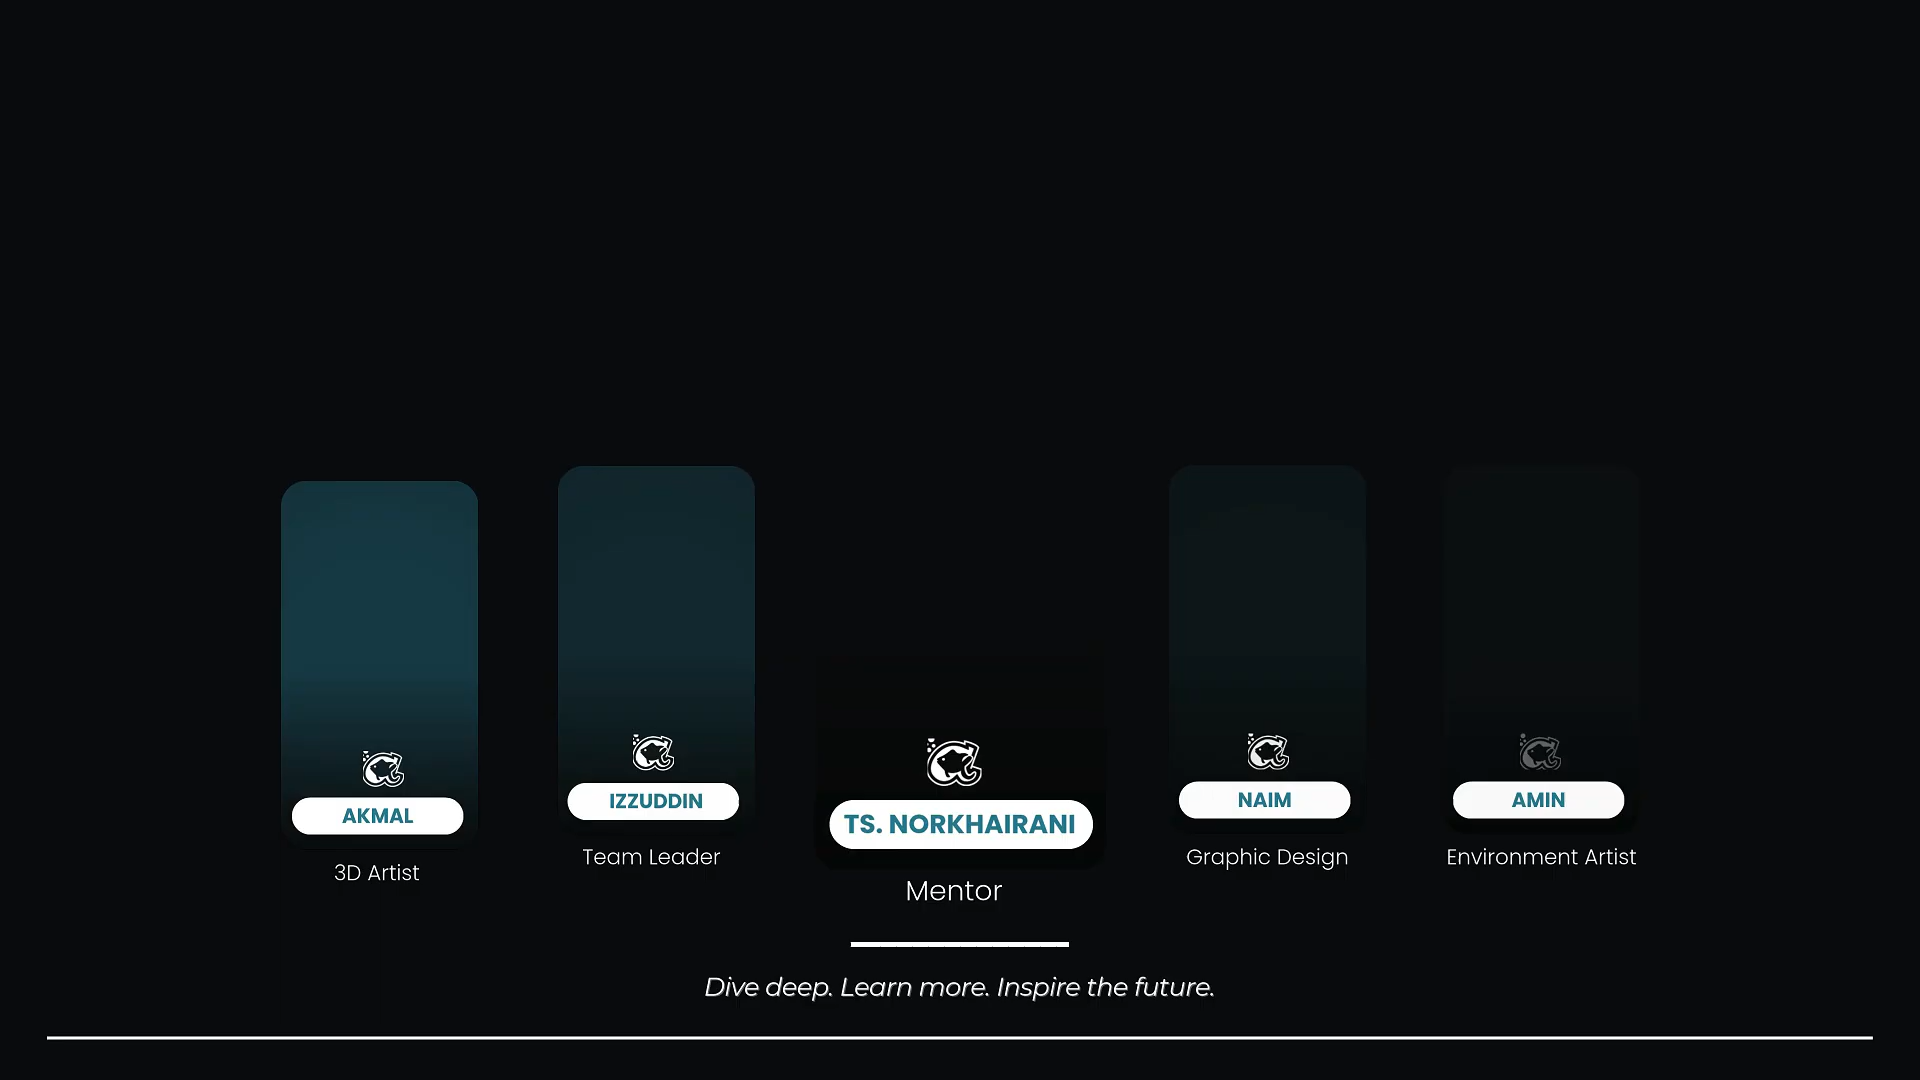 AKMAL
3D Artist
IZZUDDIN
Team Leader
TS. NORKHAIRANI
Mentor
NAIM
Graphic Design
AMIN
Environment Artist
Dive deep. Learn more. Inspire the future.